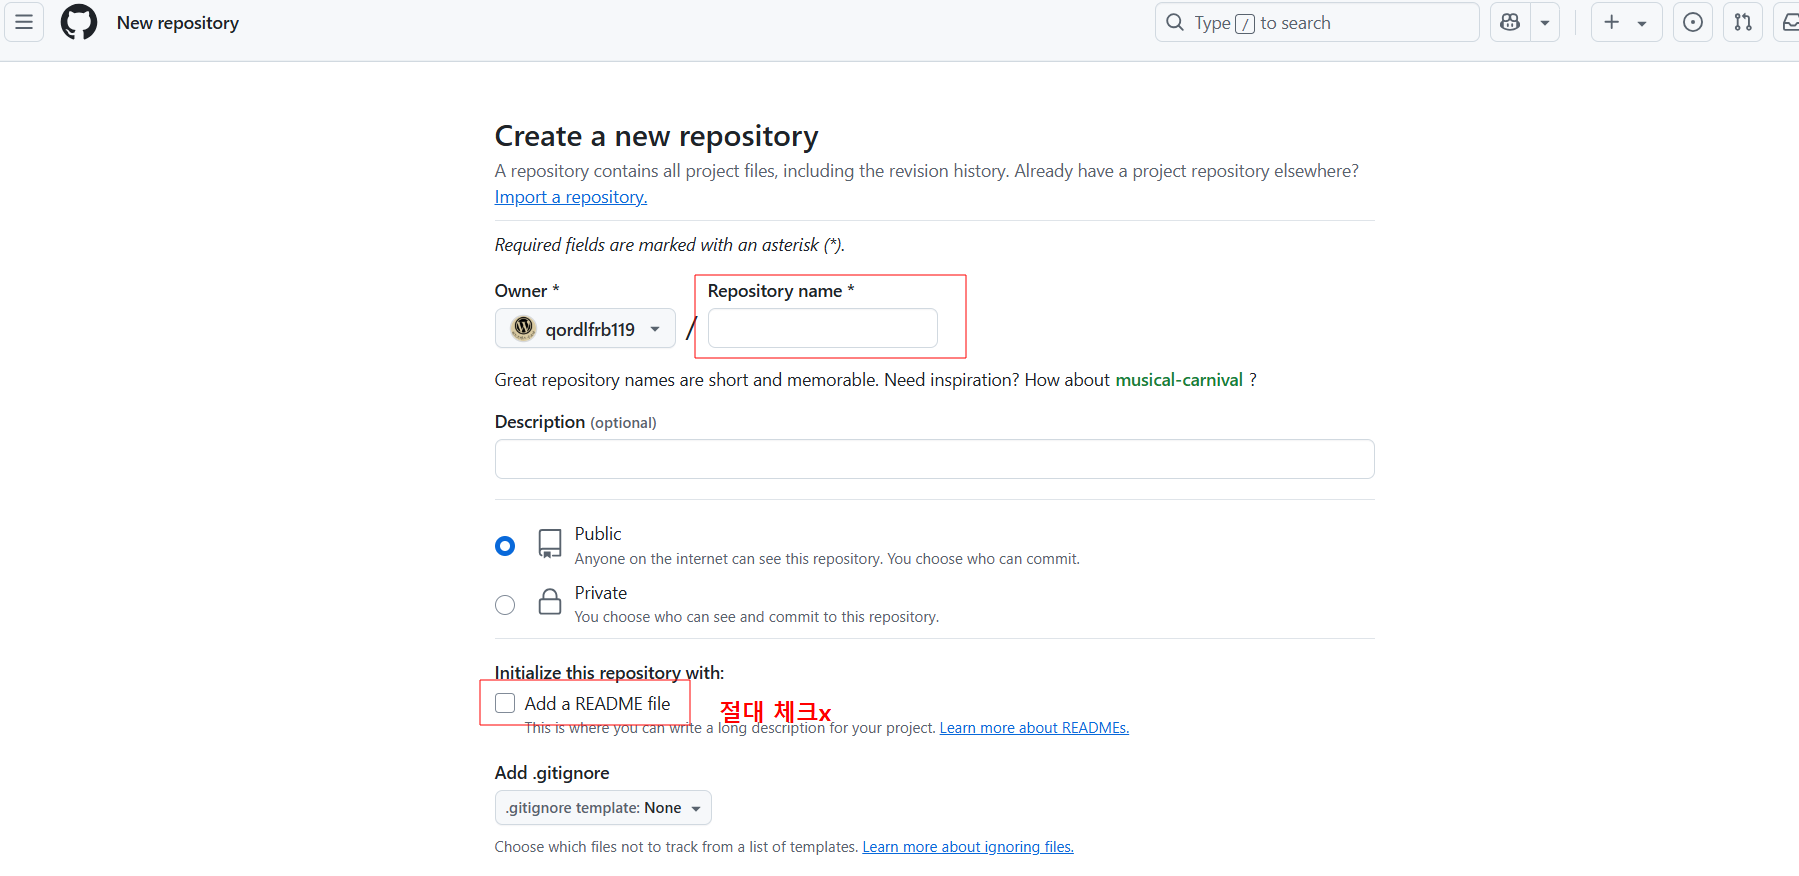 New repository
Type / to search
Create a new repository
A repository contains all project files, including the revision history. Already have a project repository elsewhere?
Import a repository.
Required fields are marked with an asterisk (*).
Owner *
Repository name *
qordlfrb119
/
Great repository names are short and memorable. Need inspiration? How about musical-carnival ?
Description (optional)
Public
Anyone on the internet can see this repository. You choose who can commit.
Private
You choose who can see and commit to this repository.
Initialize this repository with:
Add a README file
절대 체크x
This is where you can write a long description for your project. Learn more about READMEs.
Add .gitignore
.gitignore template: None
Choose which files not to track from a list of templates. Learn more about ignoring files.